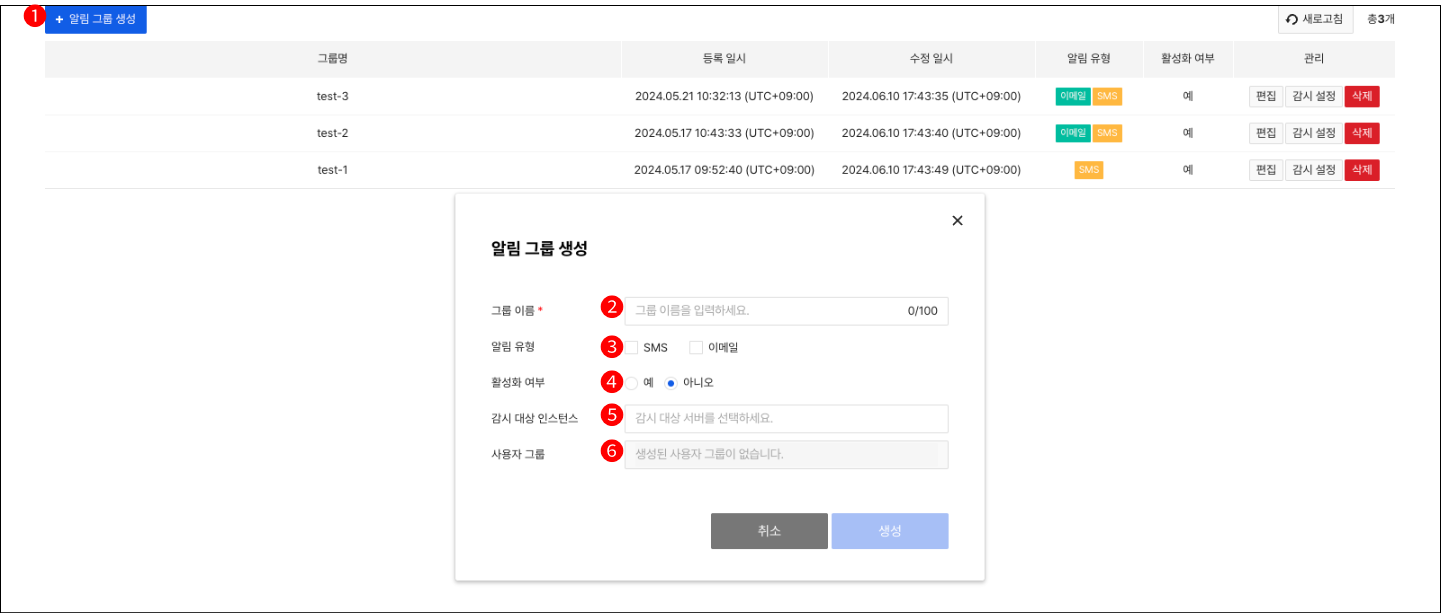 1 + 알림 그룹 생성 새로고침 총3개
그룹명 등록 일시 수정 일시 알림 유형 활성화 여부 관리
test-3 2024.05.21 10:32:13 (UTC+09:00) 2024.06.10 17:43:35 (UTC+09:00) 이메일 SMS 예 편집 감시 설정 삭제
test-2 2024.05.17 10:43:33 (UTC+09:00) 2024.06.10 17:43:40 (UTC+09:00) 이메일 SMS 예 편집 감시 설정 삭제
test-1 2024.05.17 09:52:40 (UTC+09:00) 2024.06.10 17:43:49 (UTC+09:00) SMS 예 편집 감시 설정 삭제
알림 그룹 생성
그룹 이름 * 2 그룹 이름을 입력하세요. 0/100
알림 유형 3 SMS 이메일
활성화 여부 4 예 아니오
감시 대상 인스턴스 5 감시 대상 서버를 선택하세요.
사용자 그룹 6 생성된 사용자 그룹이 없습니다.
취소 생성